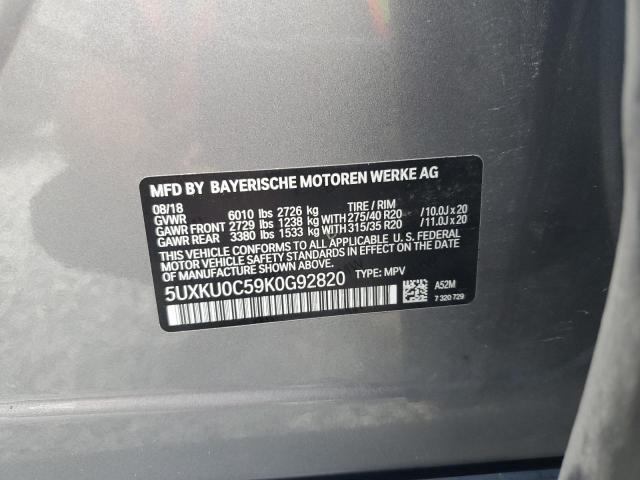 MFD BY BAYERISCHE MOTOREN WERKE AG
08/18 TIRE / RIM
GVWR 6010 lbs 2726 kg
GAWR FRONT 2729 lbs 1238 kg WITH 275/40 R20 /10.0J x 20
GAWR REAR 3380 lbs 1533 kg WITH 315/35 R20 /11.0J x 20
THIS VEHICLE CONFORMS TO ALL APPLICABLE U. S. FEDERAL
MOTOR VEHICLE SAFETY STANDARDS IN EFFECT ON THE DATE
OF MANUFACTURE SHOWN ABOVE.
5UXKU0C59K0G92820 TYPE: MPV
A52M
7 320 729